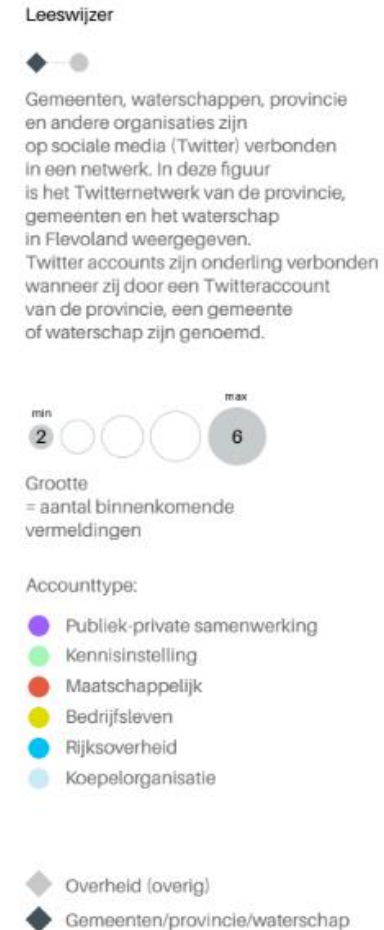 Leeswijzer
Gemeenten, waterschappen, provincie
en andere organisaties zijn
op sociale media (Twitter) verbonden
in een netwerk. In deze figuur
is het Twitternetwerk van de provincie,
gemeenten en het waterschap
in Flevoland weergegeven.
Twitter accounts zijn onderling verbonden
wanneer zij door een Twitteraccount
van de provincie, een gemeente
of waterschap zijn genoemd.
min
max
2
6
Grootte
= aantal binnenkomende
vermeldingen
Accounttype:
Publiek-private samenwerking
Kennisinstelling
Maatschappelijk
Bedrijfsleven
Rijksoverheid
Koepelorganisatie
Overheid (overig)
Gemeenten/provincie/waterschap